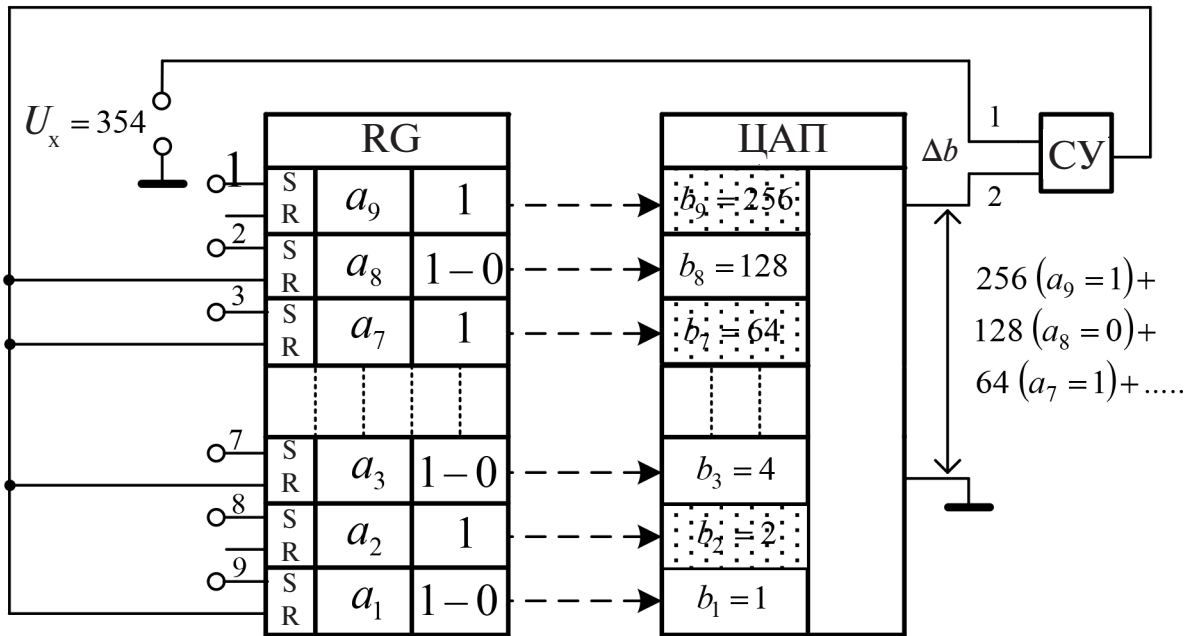 U_x = 354
RG
ЦАП
Δb
1
2
СУ
1 S R a_9 1
b_9 = 256
2 S R a_8 1 – 0
b_8 = 128
3 S R a_7 1
b_7 = 64
256 (a_9 = 1) +
128 (a_8 = 0) +
64 (a_7 = 1) + .....
7 S R a_3 1 – 0
b_3 = 4
8 S R a_2 1
b_2 = 2
9 S R a_1 1 – 0
b_1 = 1